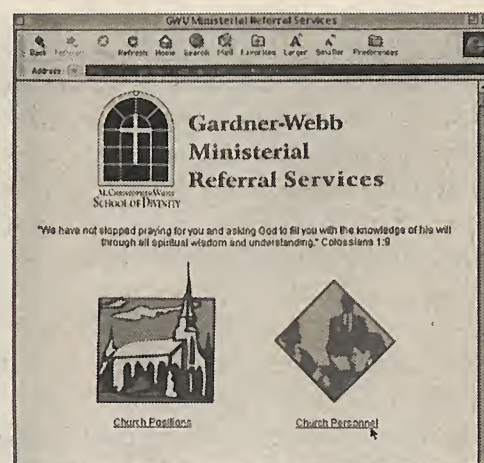 GWU Ministerial Referral Services
Back Refresh Home Search Mail Favorites Larger Smaller Preferences
Address:
Gardner-Webb
Ministerial
Referral Services
M. Christopher White
School of Divinity
"We have not stopped praying for you and asking God to fill you with the knowledge of his will
through all spiritual wisdom and understanding." Colossians 1:9
Church Positions Church Personnel